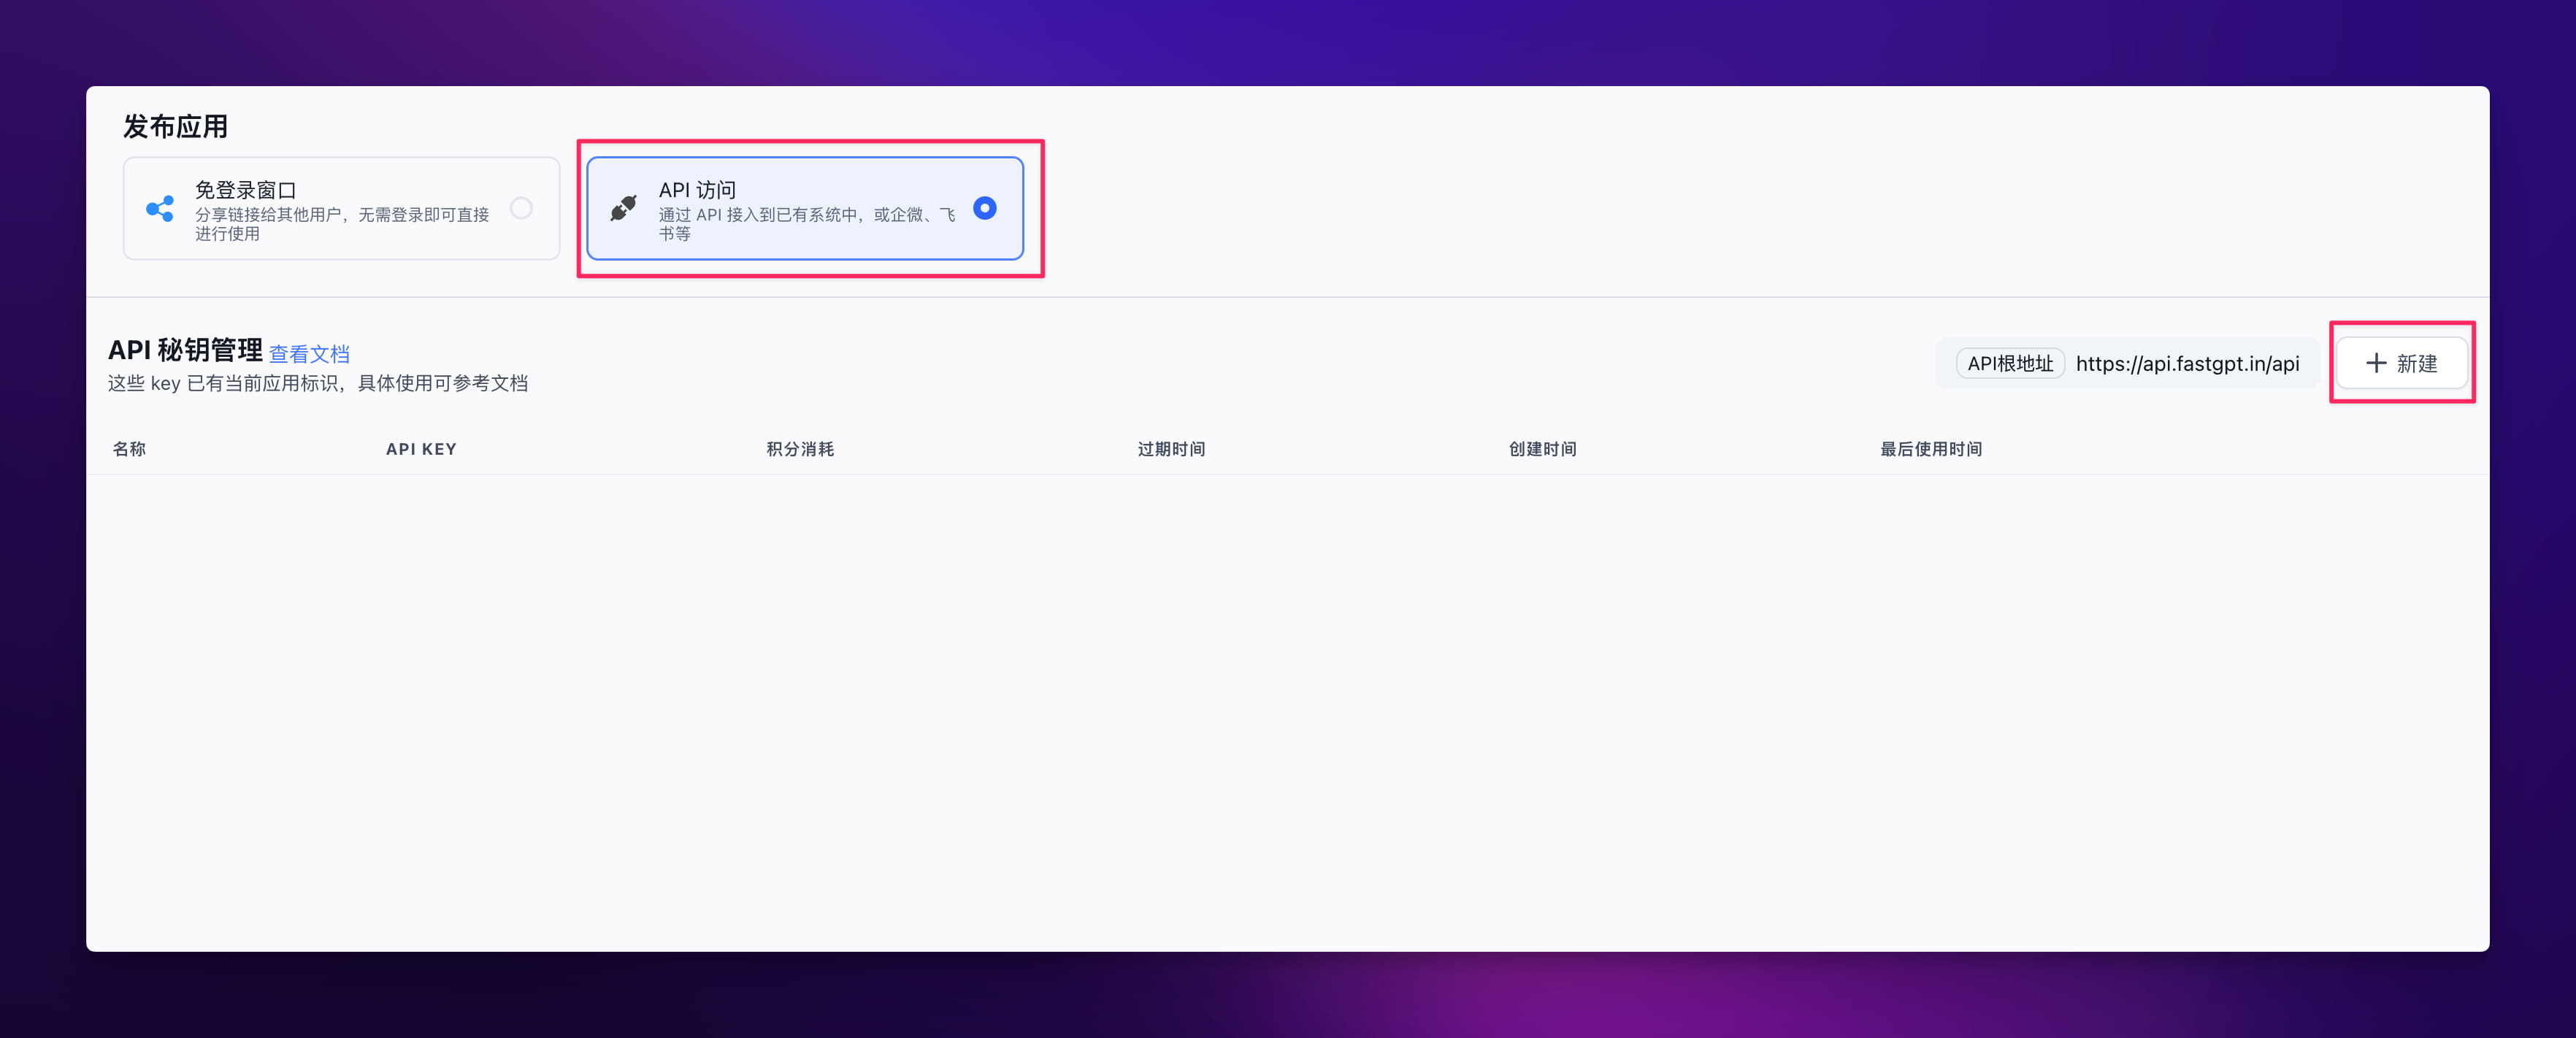 发布应用
免登录窗口
分享链接给其他用户，无需登录即可直接
进行使用
API 访问
通过 API 接入到已有系统中，或企微、飞
书等
API 秘钥管理 查看文档
这些 key 已有当前应用标识，具体使用可参考文档
API根地址 https://api.fastgpt.in/api
新建
名称 API KEY 积分消耗 过期时间 创建时间 最后使用时间